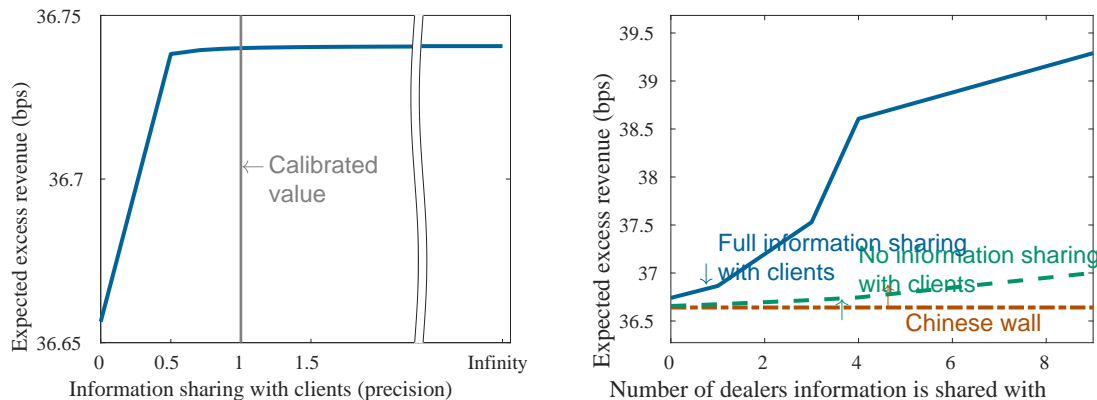 Expected excess revenue (bps)
36.75
36.7
36.65
← Calibrated
value
0
0.5
1
1.5
Infinity
Information sharing with clients (precision)
Expected excess revenue (bps)
39.5
39
38.5
38
37.5
37
36.5
Full information sharing
↓ with clients
No information sharing
with clients
↑
↑
Chinese wall
0
2
4
6
8
Number of dealers information is shared with